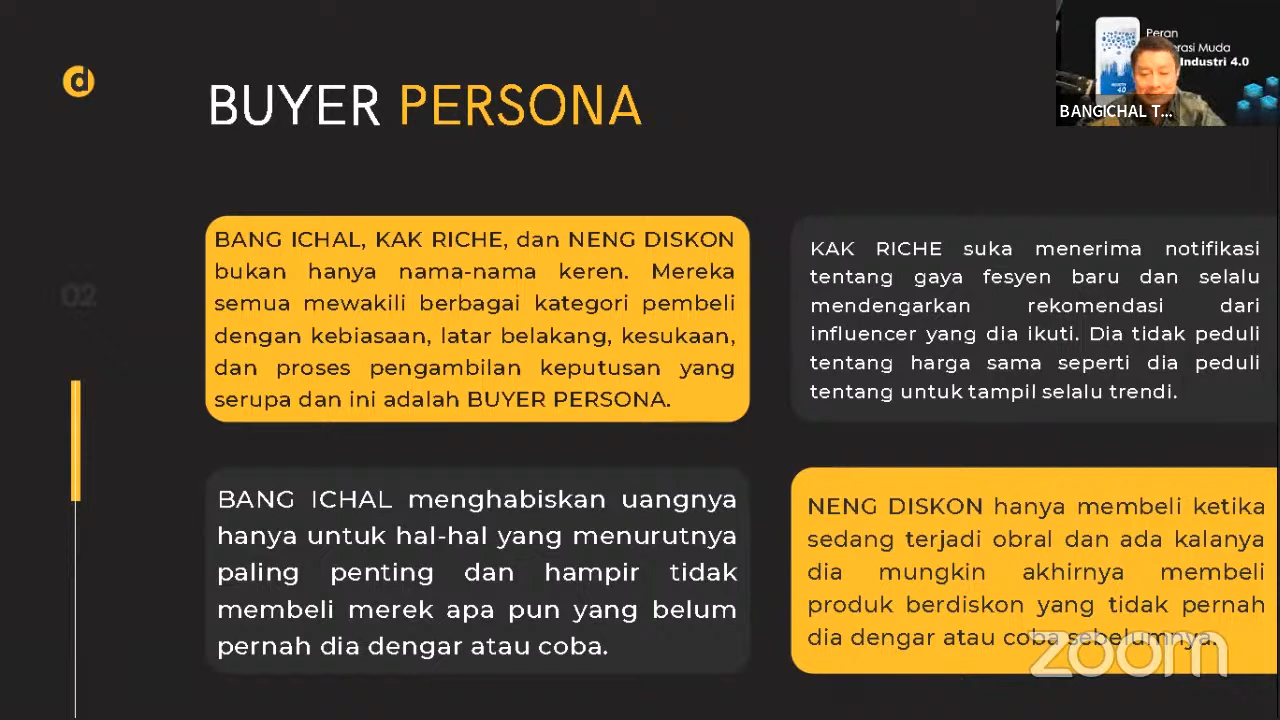 d
BUYER PERSONA
Peran
Industri 4.0
BANGICHAL T...
02
BANG ICHAL, KAK RICHE, dan NENG DISKON
bukan hanya nama-nama keren. Mereka
semua mewakili berbagai kategori pembeli
dengan kebiasaan, latar belakang, kesukaan,
dan proses pengambilan keputusan yang
serupa dan ini adalah BUYER PERSONA.
KAK RICHE suka menerima notifikasi
tentang gaya fesyen baru dan selalu
mendengarkan rekomendasi dari
influencer yang dia ikuti. Dia tidak peduli
tentang harga sama seperti dia peduli
tentang untuk tampil selalu trendi.
BANG ICHAL menghabiskan uangnya
hanya untuk hal-hal yang menurutnya
paling penting dan hampir tidak
membeli merek apa pun yang belum
pernah dia dengar atau coba.
NENG DISKON hanya membeli ketika
sedang terjadi obral dan ada kalanya
dia mungkin akhirnya membeli
produk berdiskon yang tidak pernah
dia dengar atau coba sebelumnya.
zoom